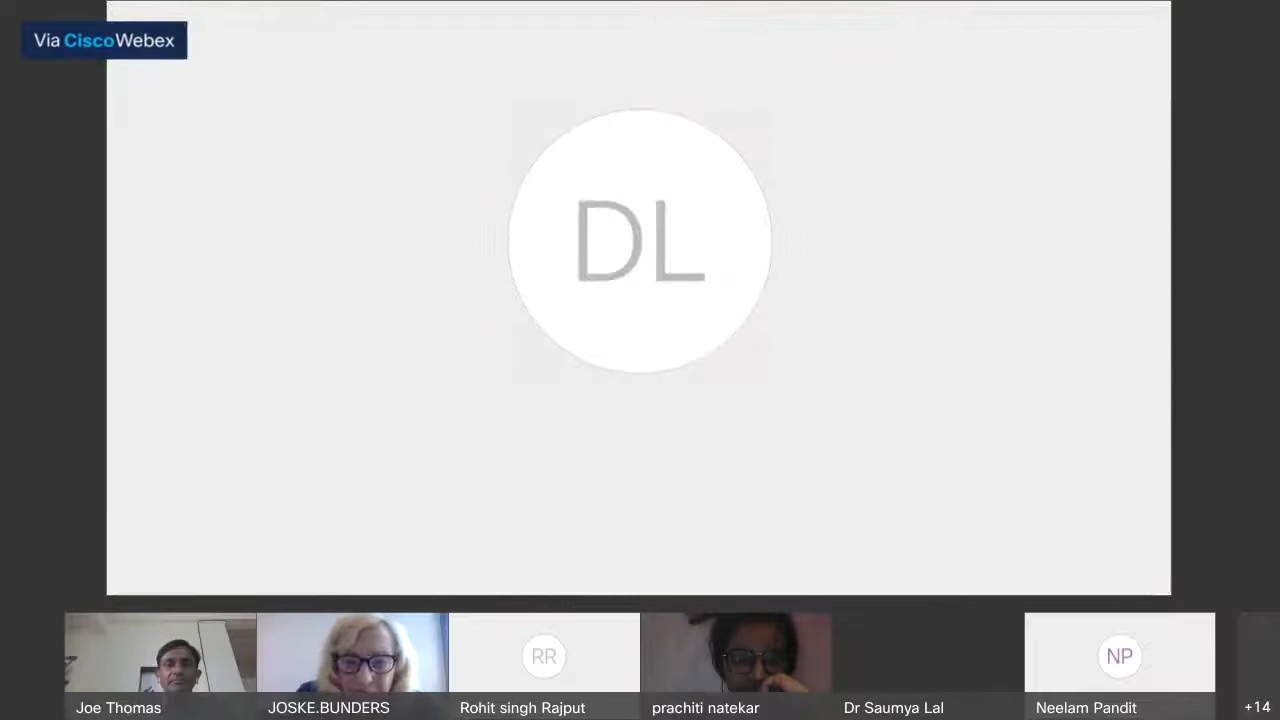 Via CiscoWebex
DL
RR
NP
Joe Thomas
JOSKE.BUNDERS
Rohit singh Rajput
prachiti natekar
Dr Saumya Lal
Neelam Pandit
+14